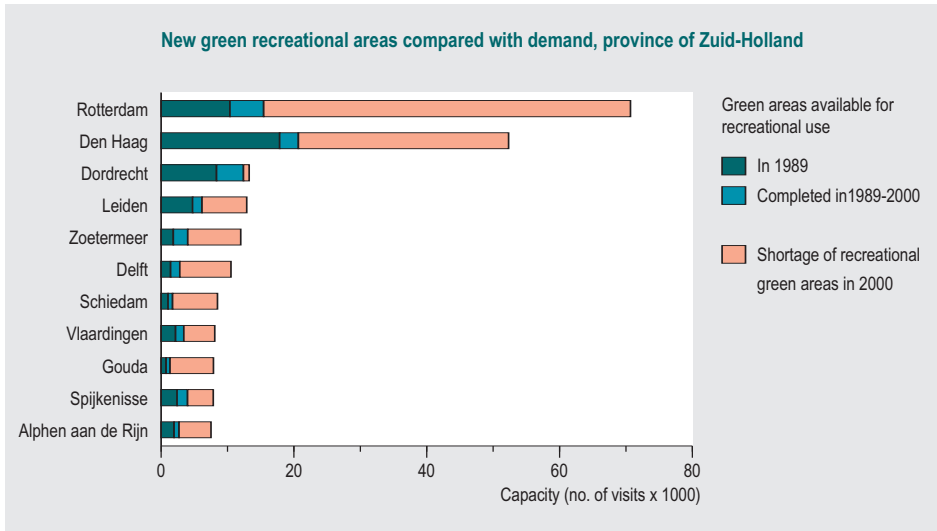 New green recreational areas compared with demand, province of Zuid-Holland
Rotterdam
Den Haag
Dordrecht
Leiden
Zoetermeer
Delft
Schiedam
Vlaardingen
Gouda
Spijkenisse
Alphen aan de Rijn
0 20 40 60 80
Capacity (no. of visits x 1000)
Green areas available for
recreational use
In 1989
Completed in1989-2000
Shortage of recreational
green areas in 2000